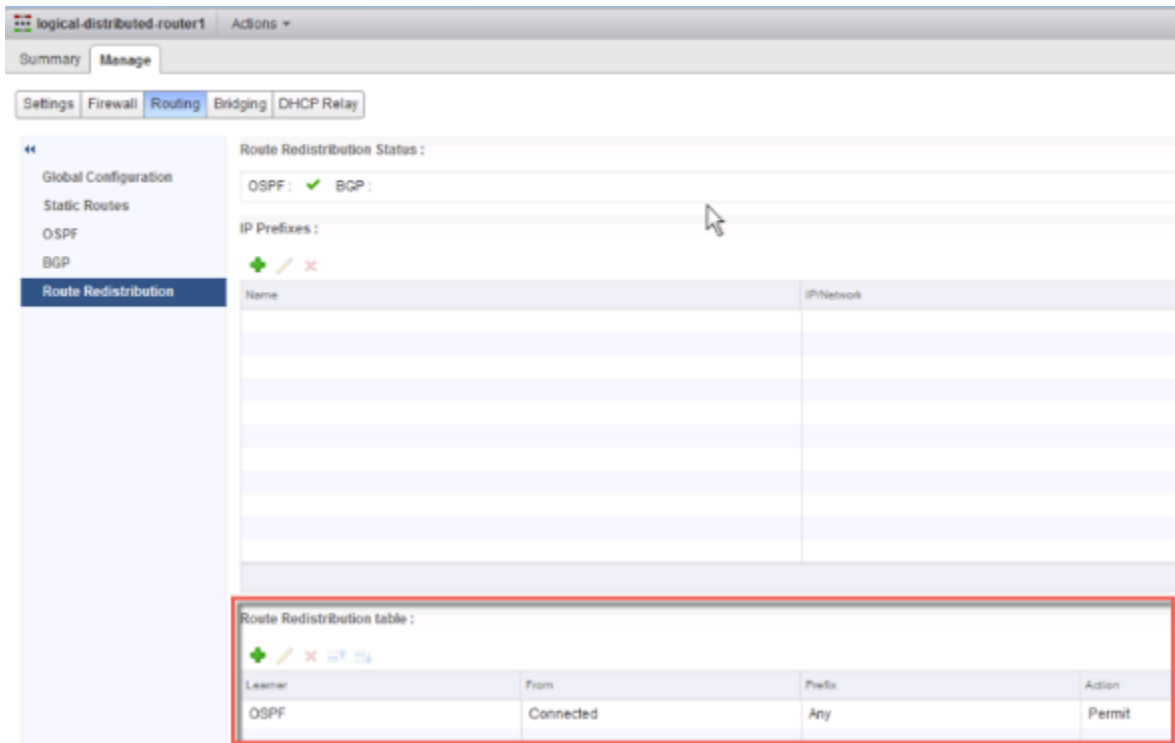 logical-distributed-router1 Actions
Summary Manage
Settings Firewall Routing Bridging DHCP Relay
Global Configuration
Static Routes
OSPF
BGP
Route Redistribution
Route Redistribution Status :
OSPF : BGP :
IP Prefixes :
Name IP/Network
Route Redistribution table :
Learner From Prefix Action
OSPF Connected Any Permit